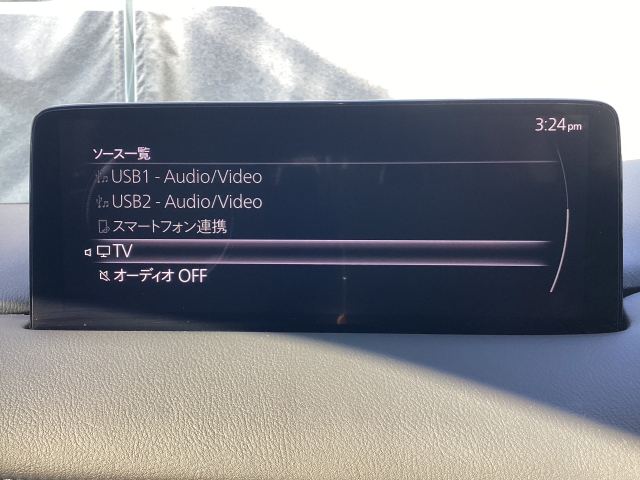 3:24pm
ソース一覧
USB1 - Audio/Video
USB2 - Audio/Video
スマートフォン連携
TV
オーディオ OFF